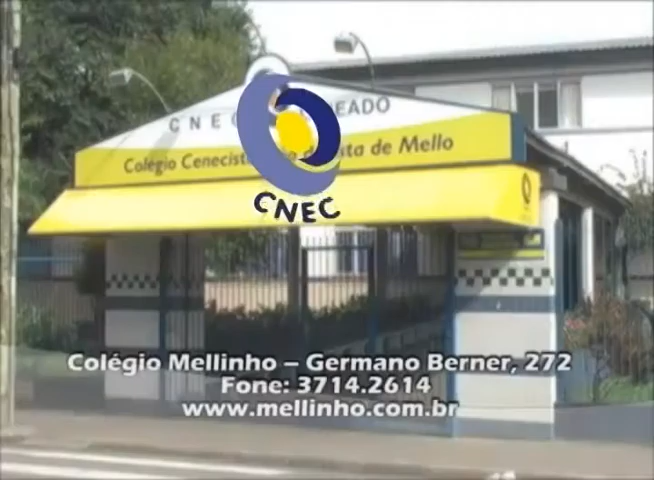 CNEC EADO
Colégio Cenecist sta de Mello
CNEC
Colégio Mellinho – Germano Berner, 272
Fone: 3714.2614
www.mellinho.com.br